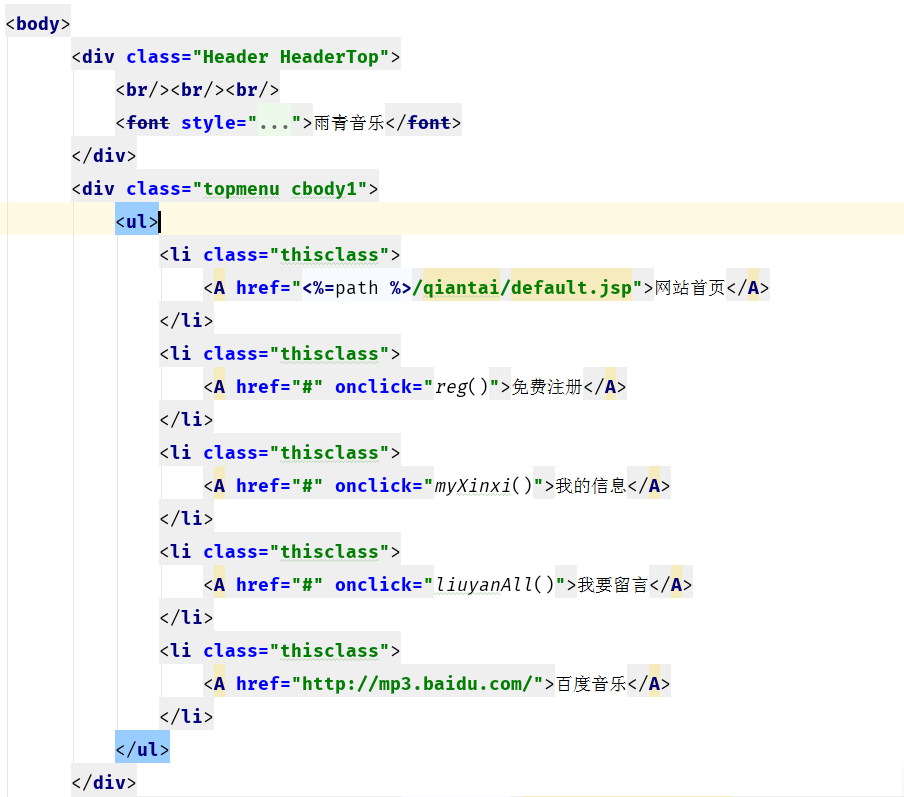 <body>
<div class="Header HeaderTop">
<br/><br/><br/>
<font style="...">雨青音乐</font>
</div>
<div class="topmenu cbody1">
<ul>
<li class="thisclass">
<A href="<%=path %>/qiantai/default.jsp">网站首页</A>
</li>
<li class="thisclass">
<A href="#" onclick="reg()">免费注册</A>
</li>
<li class="thisclass">
<A href="#" onclick="myXinxi()">我的信息</A>
</li>
<li class="thisclass">
<A href="#" onclick="liuyanAll()">我要留言</A>
</li>
<li class="thisclass">
<A href="http://mp3.baidu.com/">百度音乐</A>
</li>
</ul>
</div>